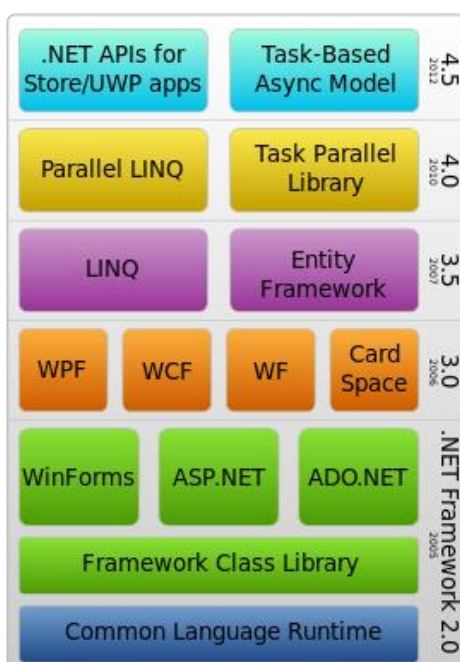 .NET APIs for
Store/UWP apps
Task-Based
Async Model
4.5
2012
Parallel LINQ
Task Parallel
Library
4.0
2010
LINQ
Entity
Framework
3.5
2007
WPF
WCF
WF
Card
Space
3.0
2006
WinForms
ASP.NET
ADO.NET
Framework Class Library
Common Language Runtime
.NET Framework 2.0
2005